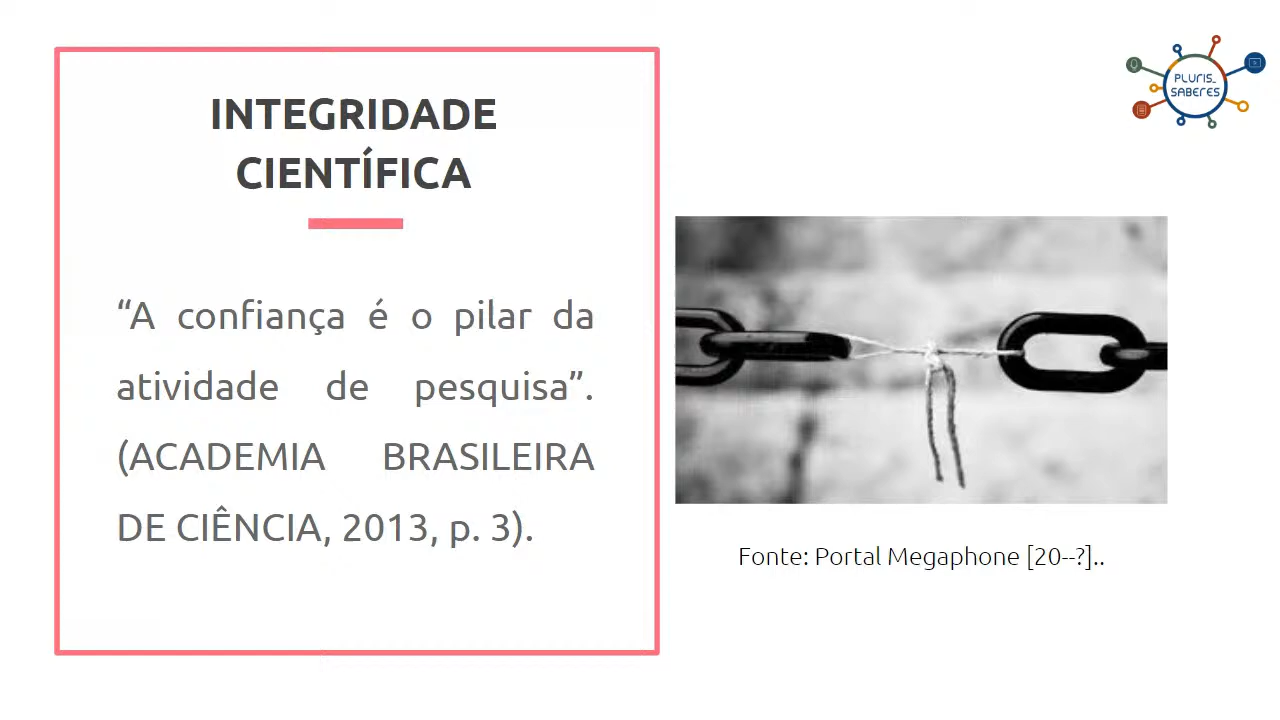 INTEGRIDADE
CIENTÍFICA
“A confiança é o pilar da
atividade de pesquisa”.
(ACADEMIA BRASILEIRA
DE CIÊNCIA, 2013, p. 3).
PLURIS_
SABERES
Fonte: Portal Megaphone [20--?]..